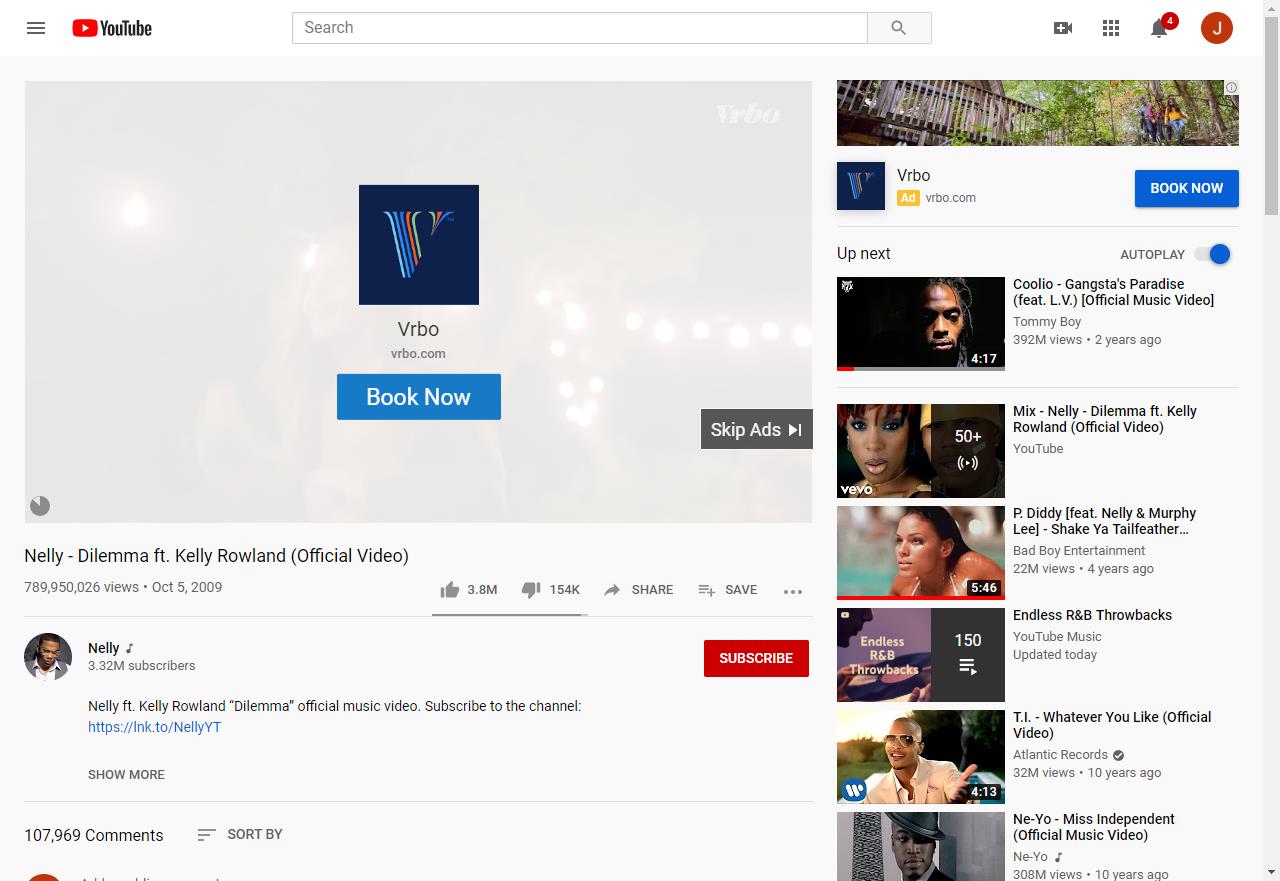 YouTube
Search
4
J
Vrbo
Vrbo
vrbo.com
Book Now
Skip Ads
Nelly - Dilemma ft. Kelly Rowland (Official Video)
789,950,026 views • Oct 5, 2009
3.8M
154K
SHARE
SAVE
Nelly
3.32M subscribers
SUBSCRIBE
Nelly ft. Kelly Rowland “Dilemma” official music video. Subscribe to the channel:
https://lnk.to/NellyYT
SHOW MORE
107,969 Comments
SORT BY
Vrbo
Ad vrbo.com
BOOK NOW
Up next
AUTOPLAY
4:17
Coolio - Gangsta's Paradise
(feat. L.V.) [Official Music Video]
Tommy Boy
392M views • 2 years ago
50+
vevo
Mix - Nelly - Dilemma ft. Kelly
Rowland (Official Video)
YouTube
5:46
P. Diddy [feat. Nelly & Murphy
Lee] - Shake Ya Tailfeather...
Bad Boy Entertainment
22M views • 4 years ago
Endless
R&B
Throwbacks
150
Endless R&B Throwbacks
YouTube Music
Updated today
4:13
T.I. - Whatever You Like (Official
Video)
Atlantic Records
32M views • 10 years ago
Ne-Yo - Miss Independent
(Official Music Video)
Ne-Yo
308M views • 10 years ago